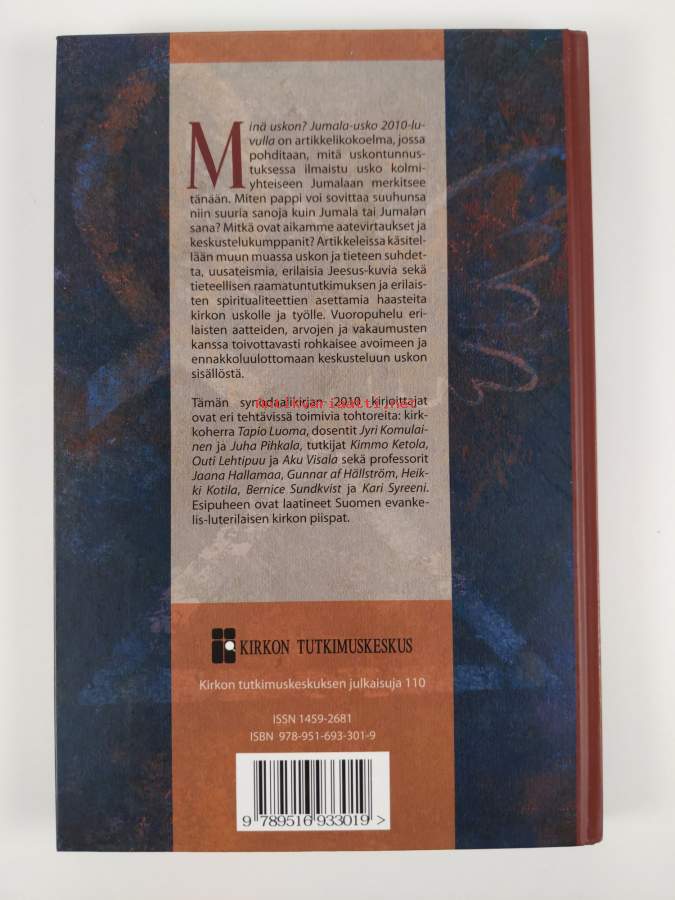 Minä uskon? Jumala-usko 2010-lu-
vulla on artikkelikokoelma, jossa
pohditaan, mitä uskontunnus-
tuksessa ilmaistu usko kolmi-
yhteiseen Jumalaan merkitsee
tänään. Miten pappi voi sovittaa suuhunsa
niin suuria sanoja kuin Jumala tai Jumalan
sana? Mitkä ovat aikamme aatevirtaukset ja
keskustelukumppanit? Artikkeleissa käsitel-
lään muun muassa uskon ja tieteen suhdet-
ta, uusateismia, erilaisia Jeesus-kuvia sekä
tieteellisen raamatuntutkimuksen ja erilais-
ten spiritualiteettien asettamia haasteita
kirkon uskolle ja työlle. Vuoropuhelu eri-
laisten aatteiden, arvojen ja vakaumusten
kanssa toivottavasti rohkaisee avoimeen ja
ennakkoluulottomaan keskusteluun uskon
sisällöstä.
Tämän synodaalikirjan 2010 kirjoittajat
Antikvariaatti.net
ovat eri tehtävissä toimivia tohtoreita: kirk-
koherra Tapio Luoma, dosentit Jyri Komulai-
nen ja Juha Pihkala, tutkijat Kimmo Ketola,
Outi Lehtipuu ja Aku Visala sekä professorit
Jaana Hallamaa, Gunnar af Hällström, Heik-
ki Kotila, Bernice Sundkvist ja Kari Syreeni.
Esipuheen ovat laatineet Suomen evanke-
lis-luterilaisen kirkon piispat.
KIRKON TUTKIMUSKESKUS
Kirkon tutkimuskeskuksen julkaisuja 110
ISSN 1459-2681
ISBN 978-951-693-301-9
9 789516 933019 >